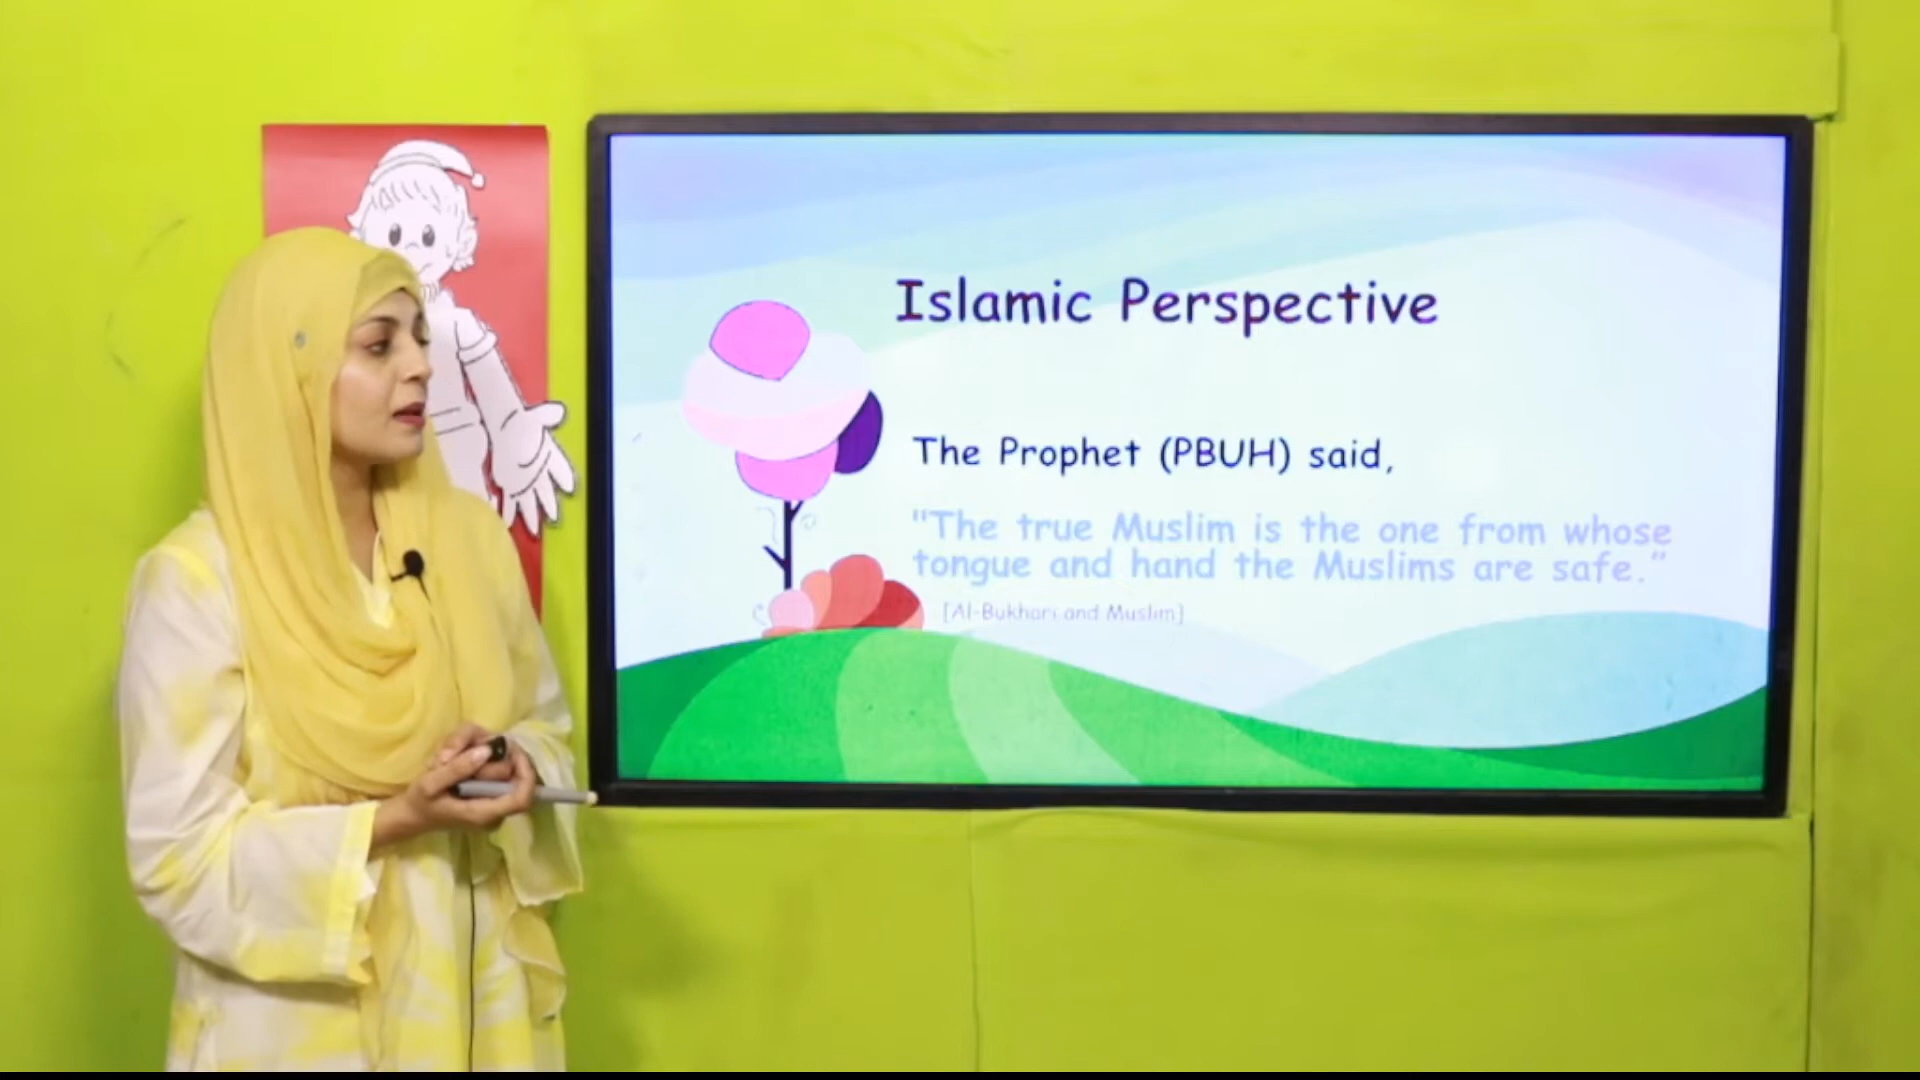 Islamic Perspective
The Prophet (PBUH) said,
"The true Muslim is the one from whose
tongue and hand the Muslims are safe."
[Al-Bukhari and Muslim]